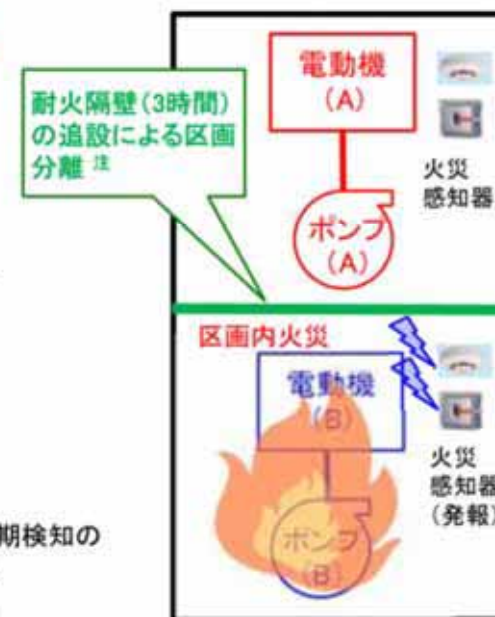 耐火隔壁(3時間)
の追設による区画
分離 注
電動機
(A)
火災
感知器
ポンプ
(A)
区画内火災
電動機
(B)
火災
感知器
(発報)
ポンプ
(B)
期検知の